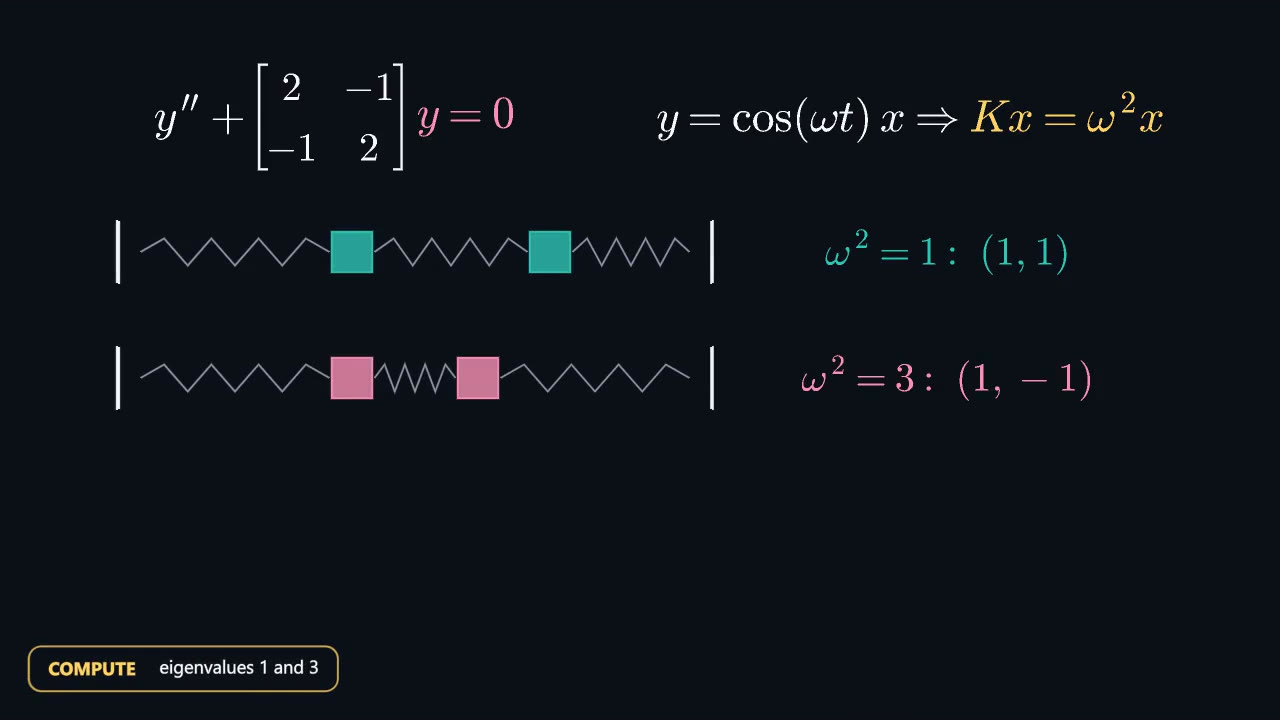 y'' + [2 −1; −1 2] y = 0
y = cos(ωt) x ⇒ Kx = ω²x
ω² = 1 : (1, 1)
ω² = 3 : (1, −1)
COMPUTE eigenvalues 1 and 3